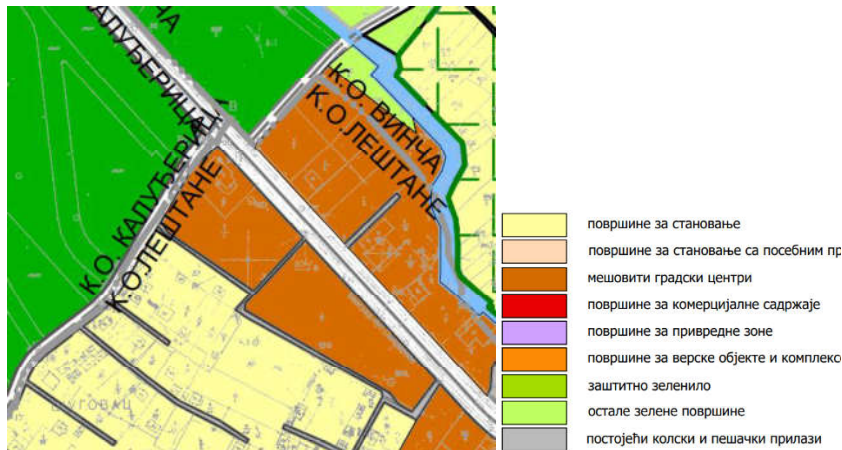 КАЛУЂЕРИЦА
К.О. ВИНЧА
К.О.ЛЕШТАНЕ
К.О. КАЛУЂЕРИЦА
К.О.ЛЕШТАНЕ
површине за становање
површине за становање са посебним пр
мешовити градски центри
површине за комерцијалне садржаје
површине за привредне зоне
површине за верске објекте и комплексе
заштитно зеленило
остале зелене површине
постојећи колски и пешачки прилази